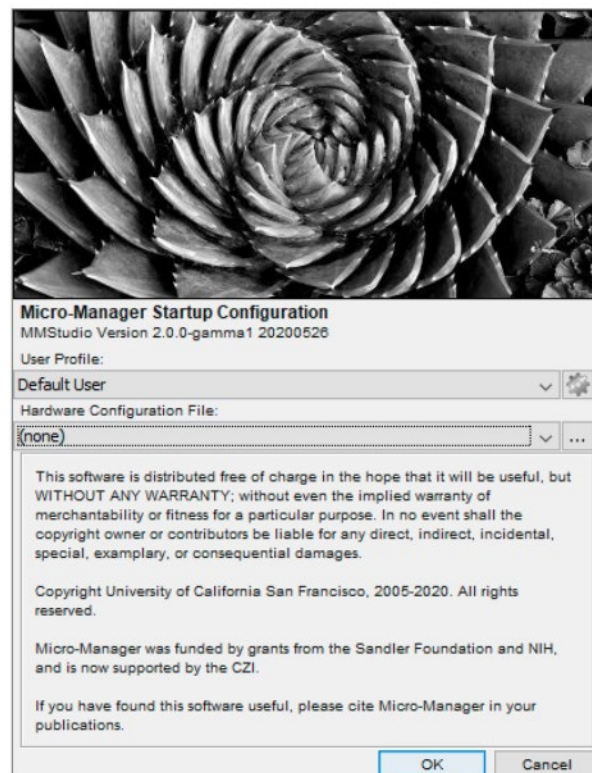 Micro-Manager Startup Configuration
MMStudio Version 2.0.0-gamma1 20200526
User Profile:
Default User
Hardware Configuration File:
(none)
...
This software is distributed free of charge in the hope that it will be useful, but
WITHOUT ANY WARRANTY; without even the implied warranty of
merchantability or fitness for a particular purpose. In no event shall the
copyright owner or contributors be liable for any direct, indirect, incidental,
special, examplary, or consequential damages.
Copyright University of California San Francisco, 2005-2020. All rights
reserved.
Micro-Manager was funded by grants from the Sandler Foundation and NIH,
and is now supported by the CZI.
If you have found this software useful, please cite Micro-Manager in your
publications.
OK
Cancel